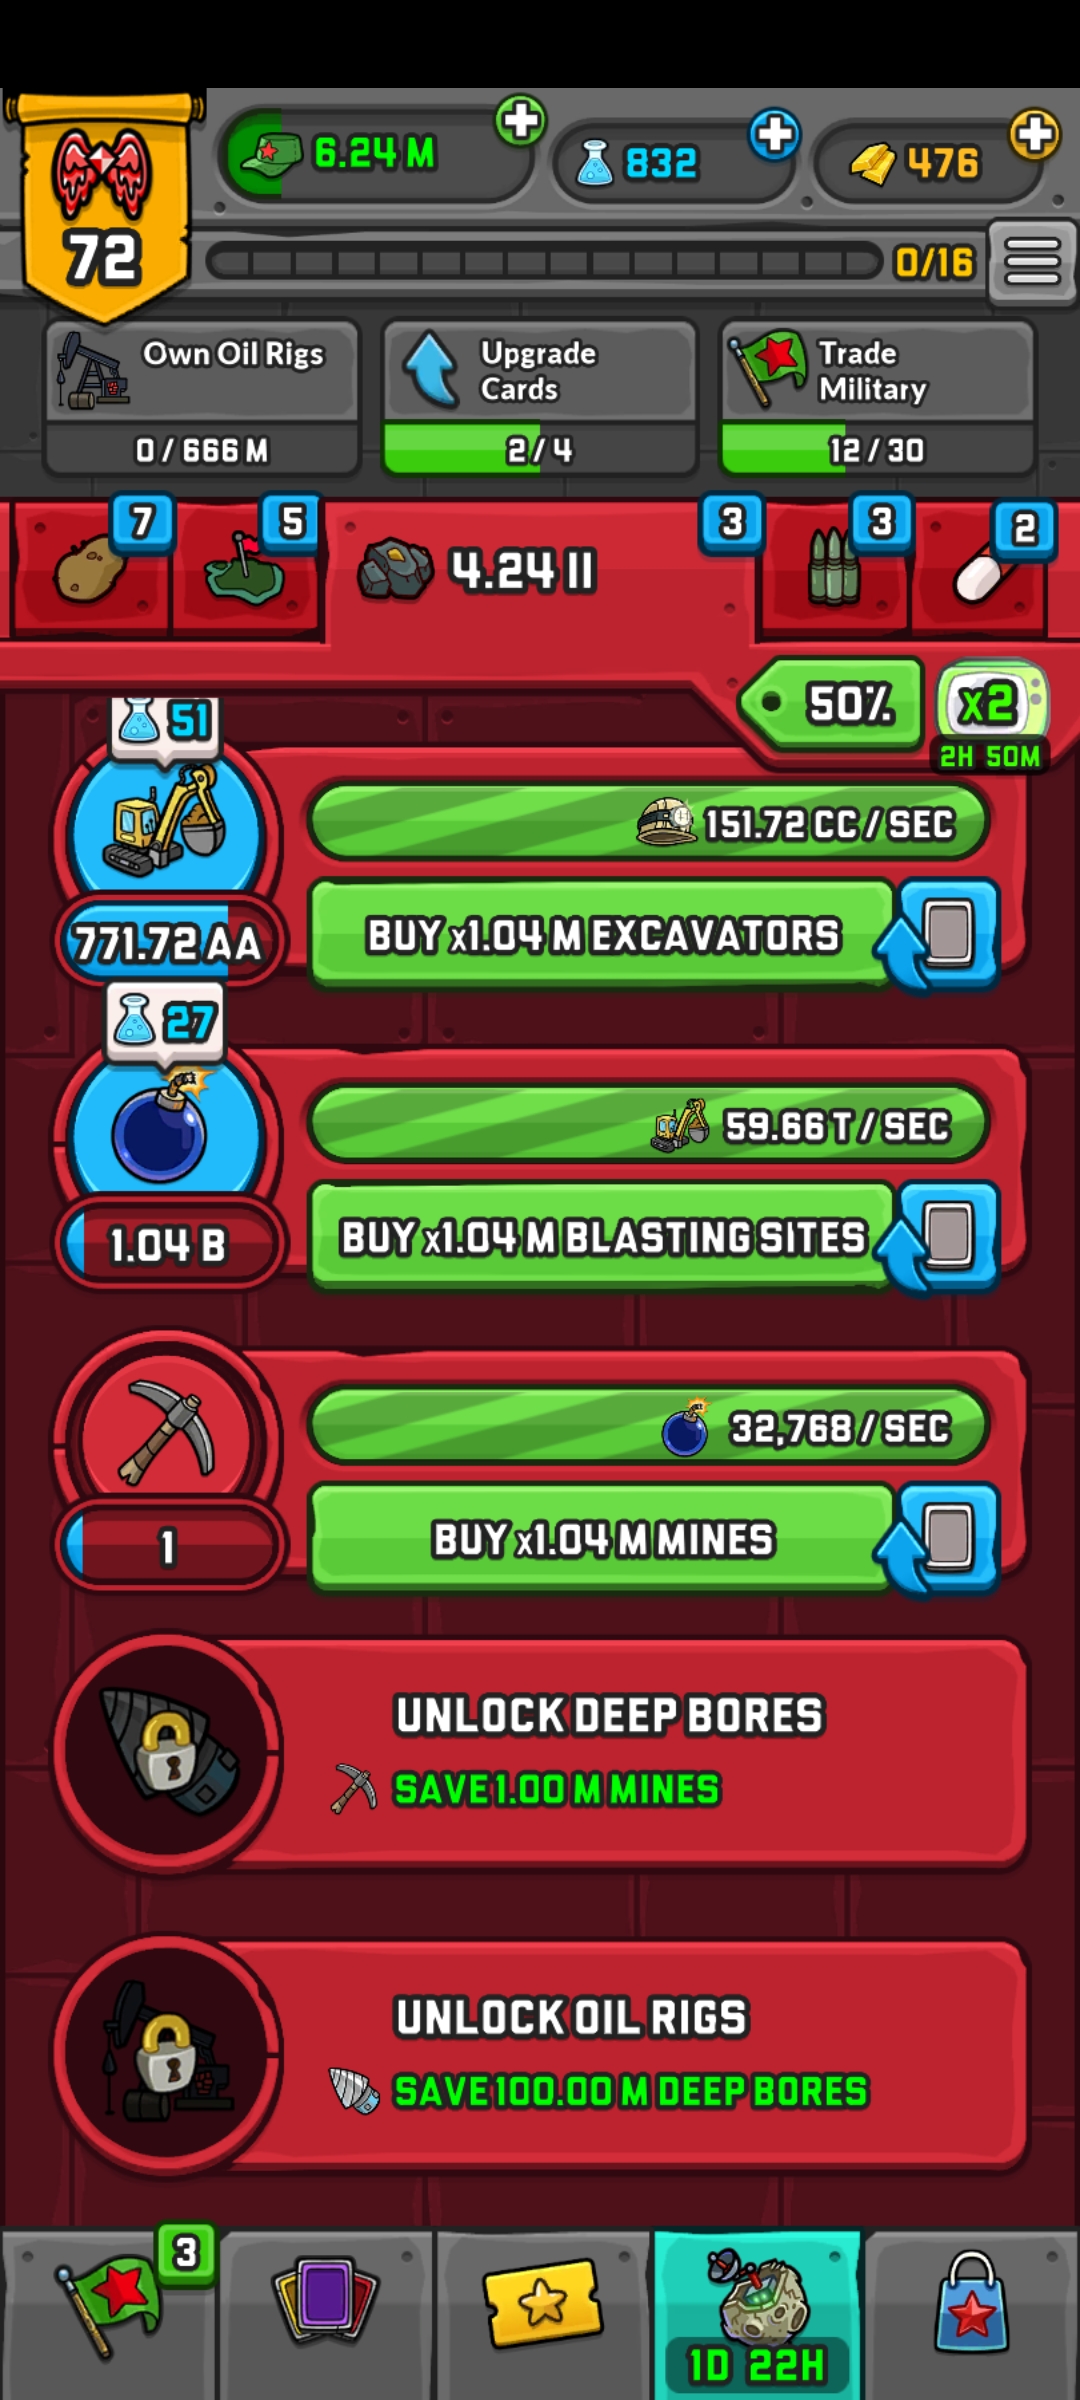 6.24 M
832
476
72
0/16
Own Oil Rigs
0 / 666 M
Upgrade
Cards
2 / 4
Trade
Military
12 / 30
7
5
4.24 II
3
3
2
50%
x2
2H 50M
51
151.72 CC / SEC
771.72 AA
BUY x1.04 M EXCAVATORS
27
59.66 T / SEC
1.04 B
BUY x1.04 M BLASTING SITES
32,768 / SEC
1
BUY x1.04 M MINES
UNLOCK DEEP BORES
SAVE 1.00 M MINES
UNLOCK OIL RIGS
SAVE 100.00 M DEEP BORES
3
1D 22H